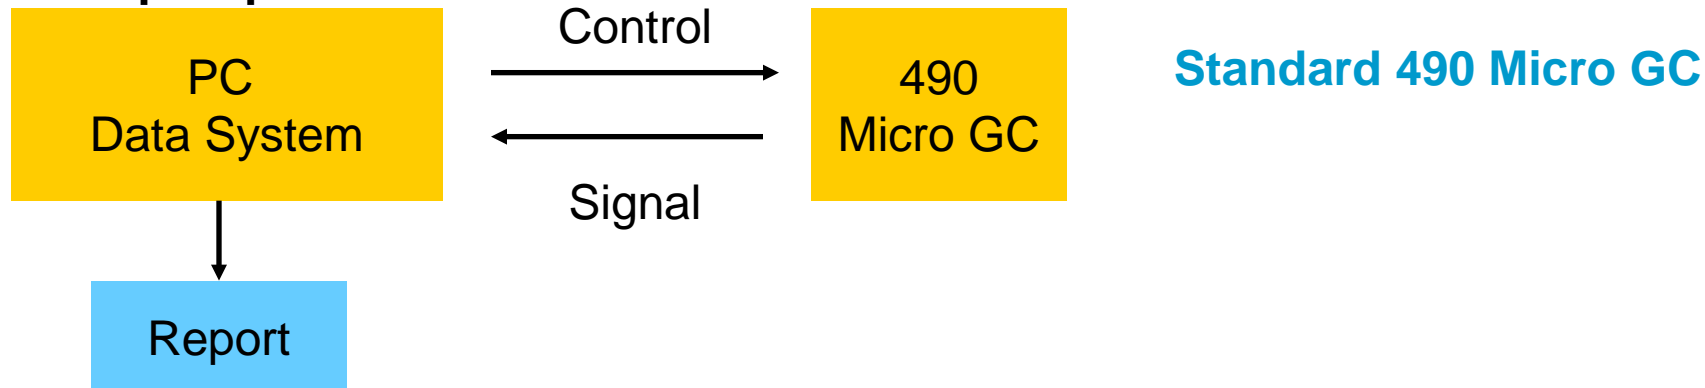 Control
PC
Data System
490
Micro GC
Standard 490 Micro GC
Signal
Report